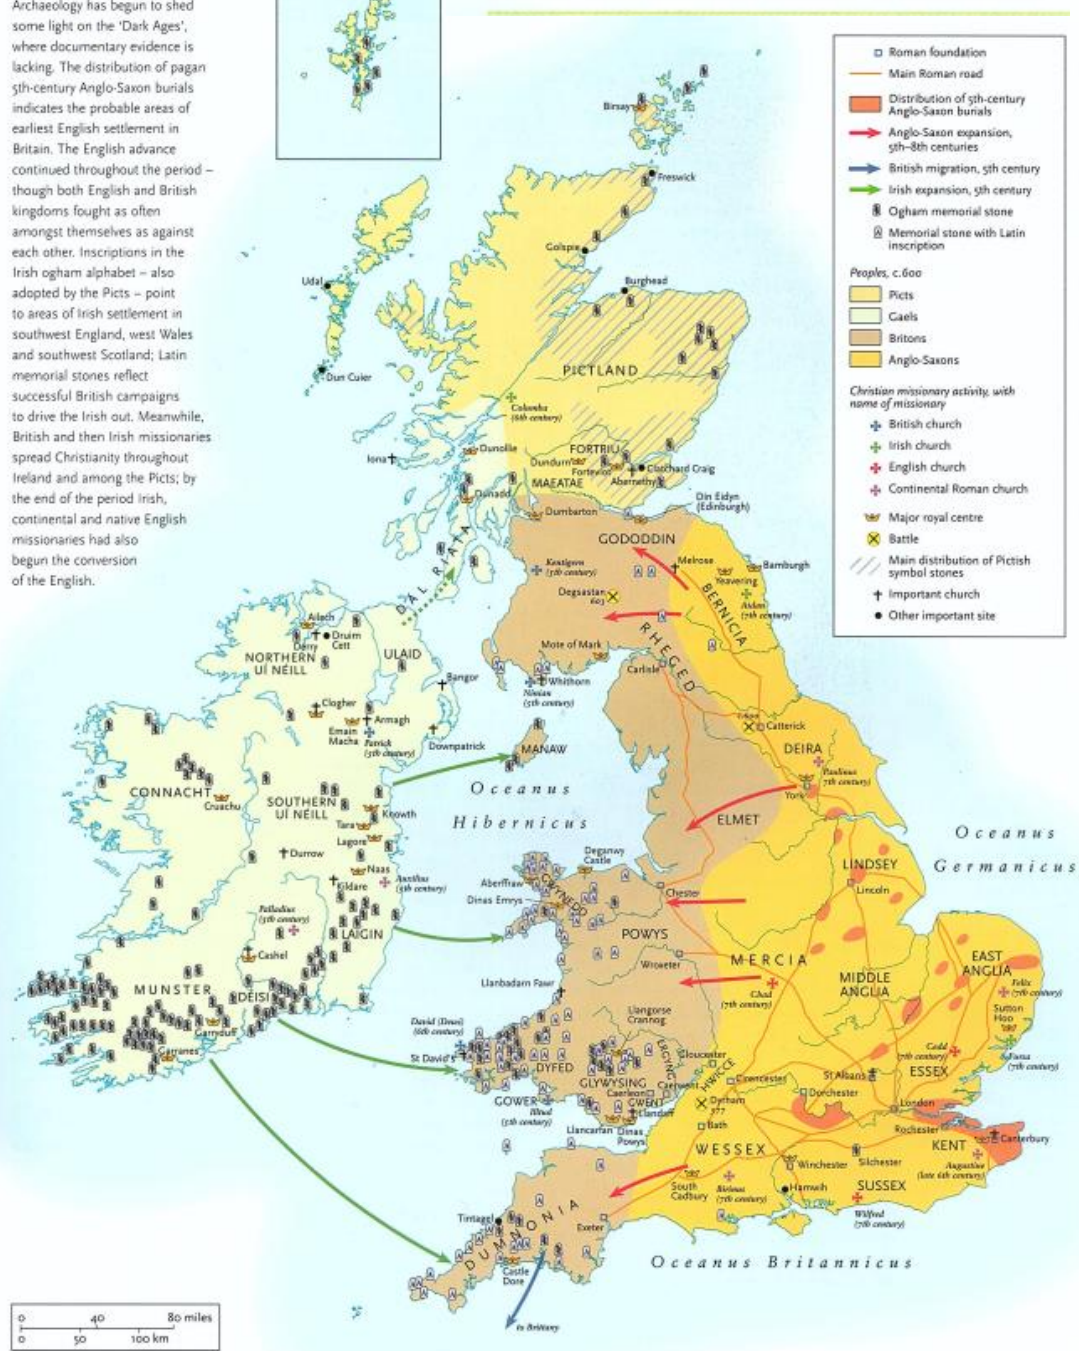 Archaeology has begun to shed
some light on the 'Dark Ages',
where documentary evidence is
lacking. The distribution of pagan
5th-century Anglo-Saxon burials
indicates the probable areas of
earliest English settlement in
Britain. The English advance
continued throughout the period –
though both English and British
kingdoms fought as often
amongst themselves as against
each other. Inscriptions in the
Irish ogham alphabet – also
adopted by the Picts – point
to areas of Irish settlement in
southwest England, west Wales
and southwest Scotland; Latin
memorial stones reflect
successful British campaigns
to drive the Irish out. Meanwhile,
British and then Irish missionaries
spread Christianity throughout
Ireland and among the Picts; by
the end of the period Irish,
continental and native English
missionaries had also
begun the conversion
of the English.
Roman foundation
Main Roman road
Distribution of 5th-century
Anglo-Saxon burials
Anglo-Saxon expansion,
5th–8th centuries
British migration, 5th century
Irish expansion, 5th century
Ogham memorial stone
Memorial stone with Latin
inscription
Peoples, c.600
Picts
Gaels
Britons
Anglo-Saxons
Christian missionary activity, with
name of missionary
British church
Irish church
English church
Continental Roman church
Major royal centre
Battle
Main distribution of Pictish
symbol stones
Important church
Other important site
Birsay
Freswick
Golspie
Udal
Burghead
Dun Cuier
PICTLAND
Columba
(6th century)
Dunollie
Iona
FORTRIU
Dundurn
Forteviot
Clatchard Craig
Abernethy
MAEATAE
Dunadd
Din Eidyn
(Edinburgh)
Dumbarton
GODODDIN
DÁL RIATA
Kentigern
(5th century)
Melrose
Bamburgh
Yeavering
Degsastan
603
Aidan
(7th century)
BERNICIA
Ailech
Derry
Druim
Cett
NORTHERN
UÍ NÉILL
ULAID
Mote of Mark
RHEGED
Carlisle
Bangor
Whithorn
Ninian
(5th century)
Clogher
Armagh
Emain
Macha
Patrick
(5th century)
Downpatrick
MANAW
c.600
Catterick
DEIRA
Paulinus
7th century)
York
CONNACHT
Cruachu
SOUTHERN
UÍ NÉILL
Knowth
Tara
Lagore
Oceanus
Hibernicus
ELMET
Oceanus
Germanicus
Durrow
Naas
Kildare
Auxilius
(5th century)
Deganwy
Castle
Aberffraw
GWYNEDD
Dinas Emrys
Chester
LINDSEY
Lincoln
Palladius
(5th century)
LAIGIN
Cashel
POWYS
Wroxeter
MERCIA
MIDDLE
ANGLIA
EAST
ANGLIA
Felix
(7th century)
MUNSTER
DÉISI
Garryduff
Garranes
Llanbadarn Fawr
Chad
(7th century)
Sutton
Hoo
Llangorse
Crannog
David (Dewi)
(6th century)
St David's
DYFED
ERGYNG
Gloucester
HWICCE
Cedd
(7th century)
Fursa
(7th century)
GLYWYSING
Caerleon
Caerwent
GWENT
Cirencester
St Albans
ESSEX
GOWER
Illtud
(5th century)
Llandaff
Dyrham
577
Dorchester
London
Llancarfan
Dinas
Powys
Bath
Rochester
KENT
Canterbury
WESSEX
Winchester
Silchester
Augustine
(late 6th century)
South
Cadbury
Birinus
(7th century)
Hamwih
SUSSEX
Wilfred
(7th century)
Tintagel
DUMNONIA
Exeter
Castle
Dore
Oceanus Britannicus
to Brittany
0 40 80 miles
0 50 100 km